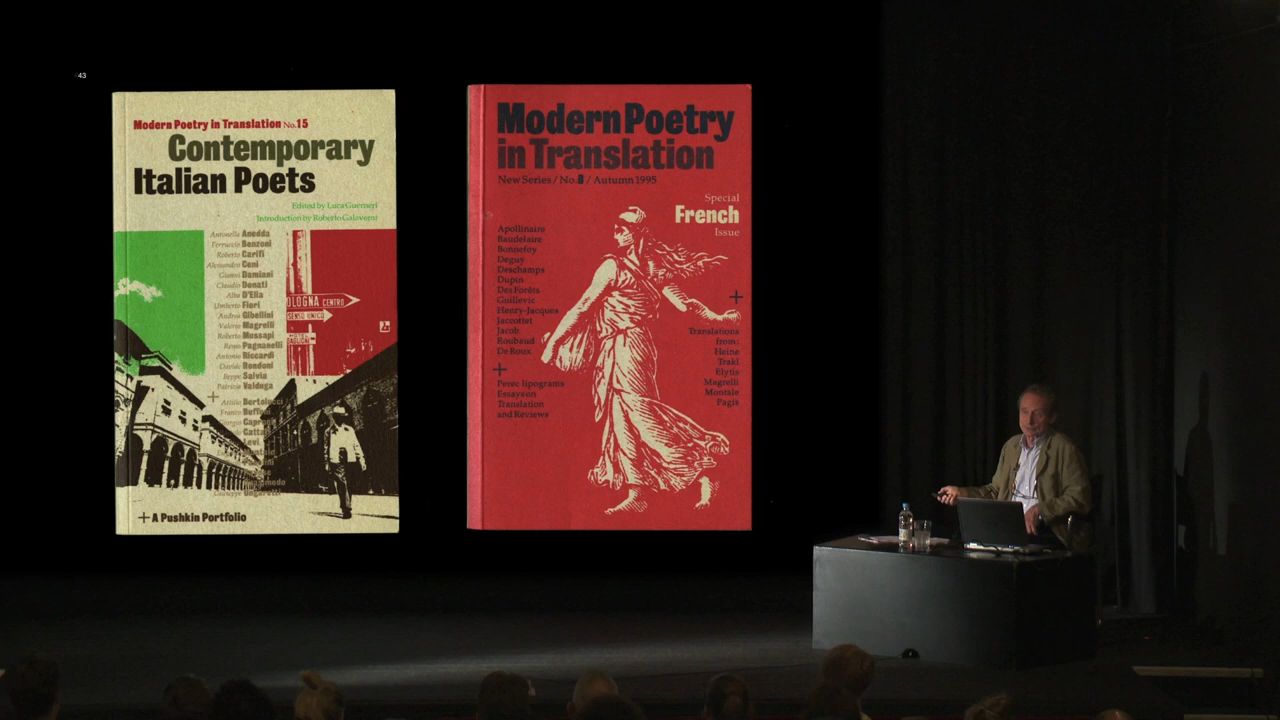 43
Modern Poetry in Translation No.15
Contemporary
Italian Poets
Edited by Luca Guerneri
Introduction by Roberto Galaverni
Antonella Anedda
Ferruccio Benzoni
Roberto Carifi
Alessandro Ceni
Gianni Damiani
Claudio Donati
Alba D'Elia
Umberto Fiori
Andrea Gibellini
Valerio Magrelli
Roberto Mussapi
Remo Pagnanelli
Antonio Riccardi
Davide Rondoni
Beppe Salvia
Patrizia Valduga
+
Attilio Bertolucci
Franco Buffoni
Giorgio
Giuseppe Ungaretti
OLOGNA CENTRO
SENSO UNICO
+ A Pushkin Portfolio
Modern Poetry
in Translation
New Series / No.8 / Autumn 1995
Special
French
Issue
Apollinaire
Baudelaire
Bonnefoy
Deguy
Deschamps
Dupin
Des Forêts
Guillevic
Henry-Jacques
Jaccottet
Jacob
Roubaud
De Roux
+
Perec lipograms
Essays on
Translation
and Reviews
+
Translations
from:
Heine
Trakl
Elytis
Magrelli
Montale
Pagis